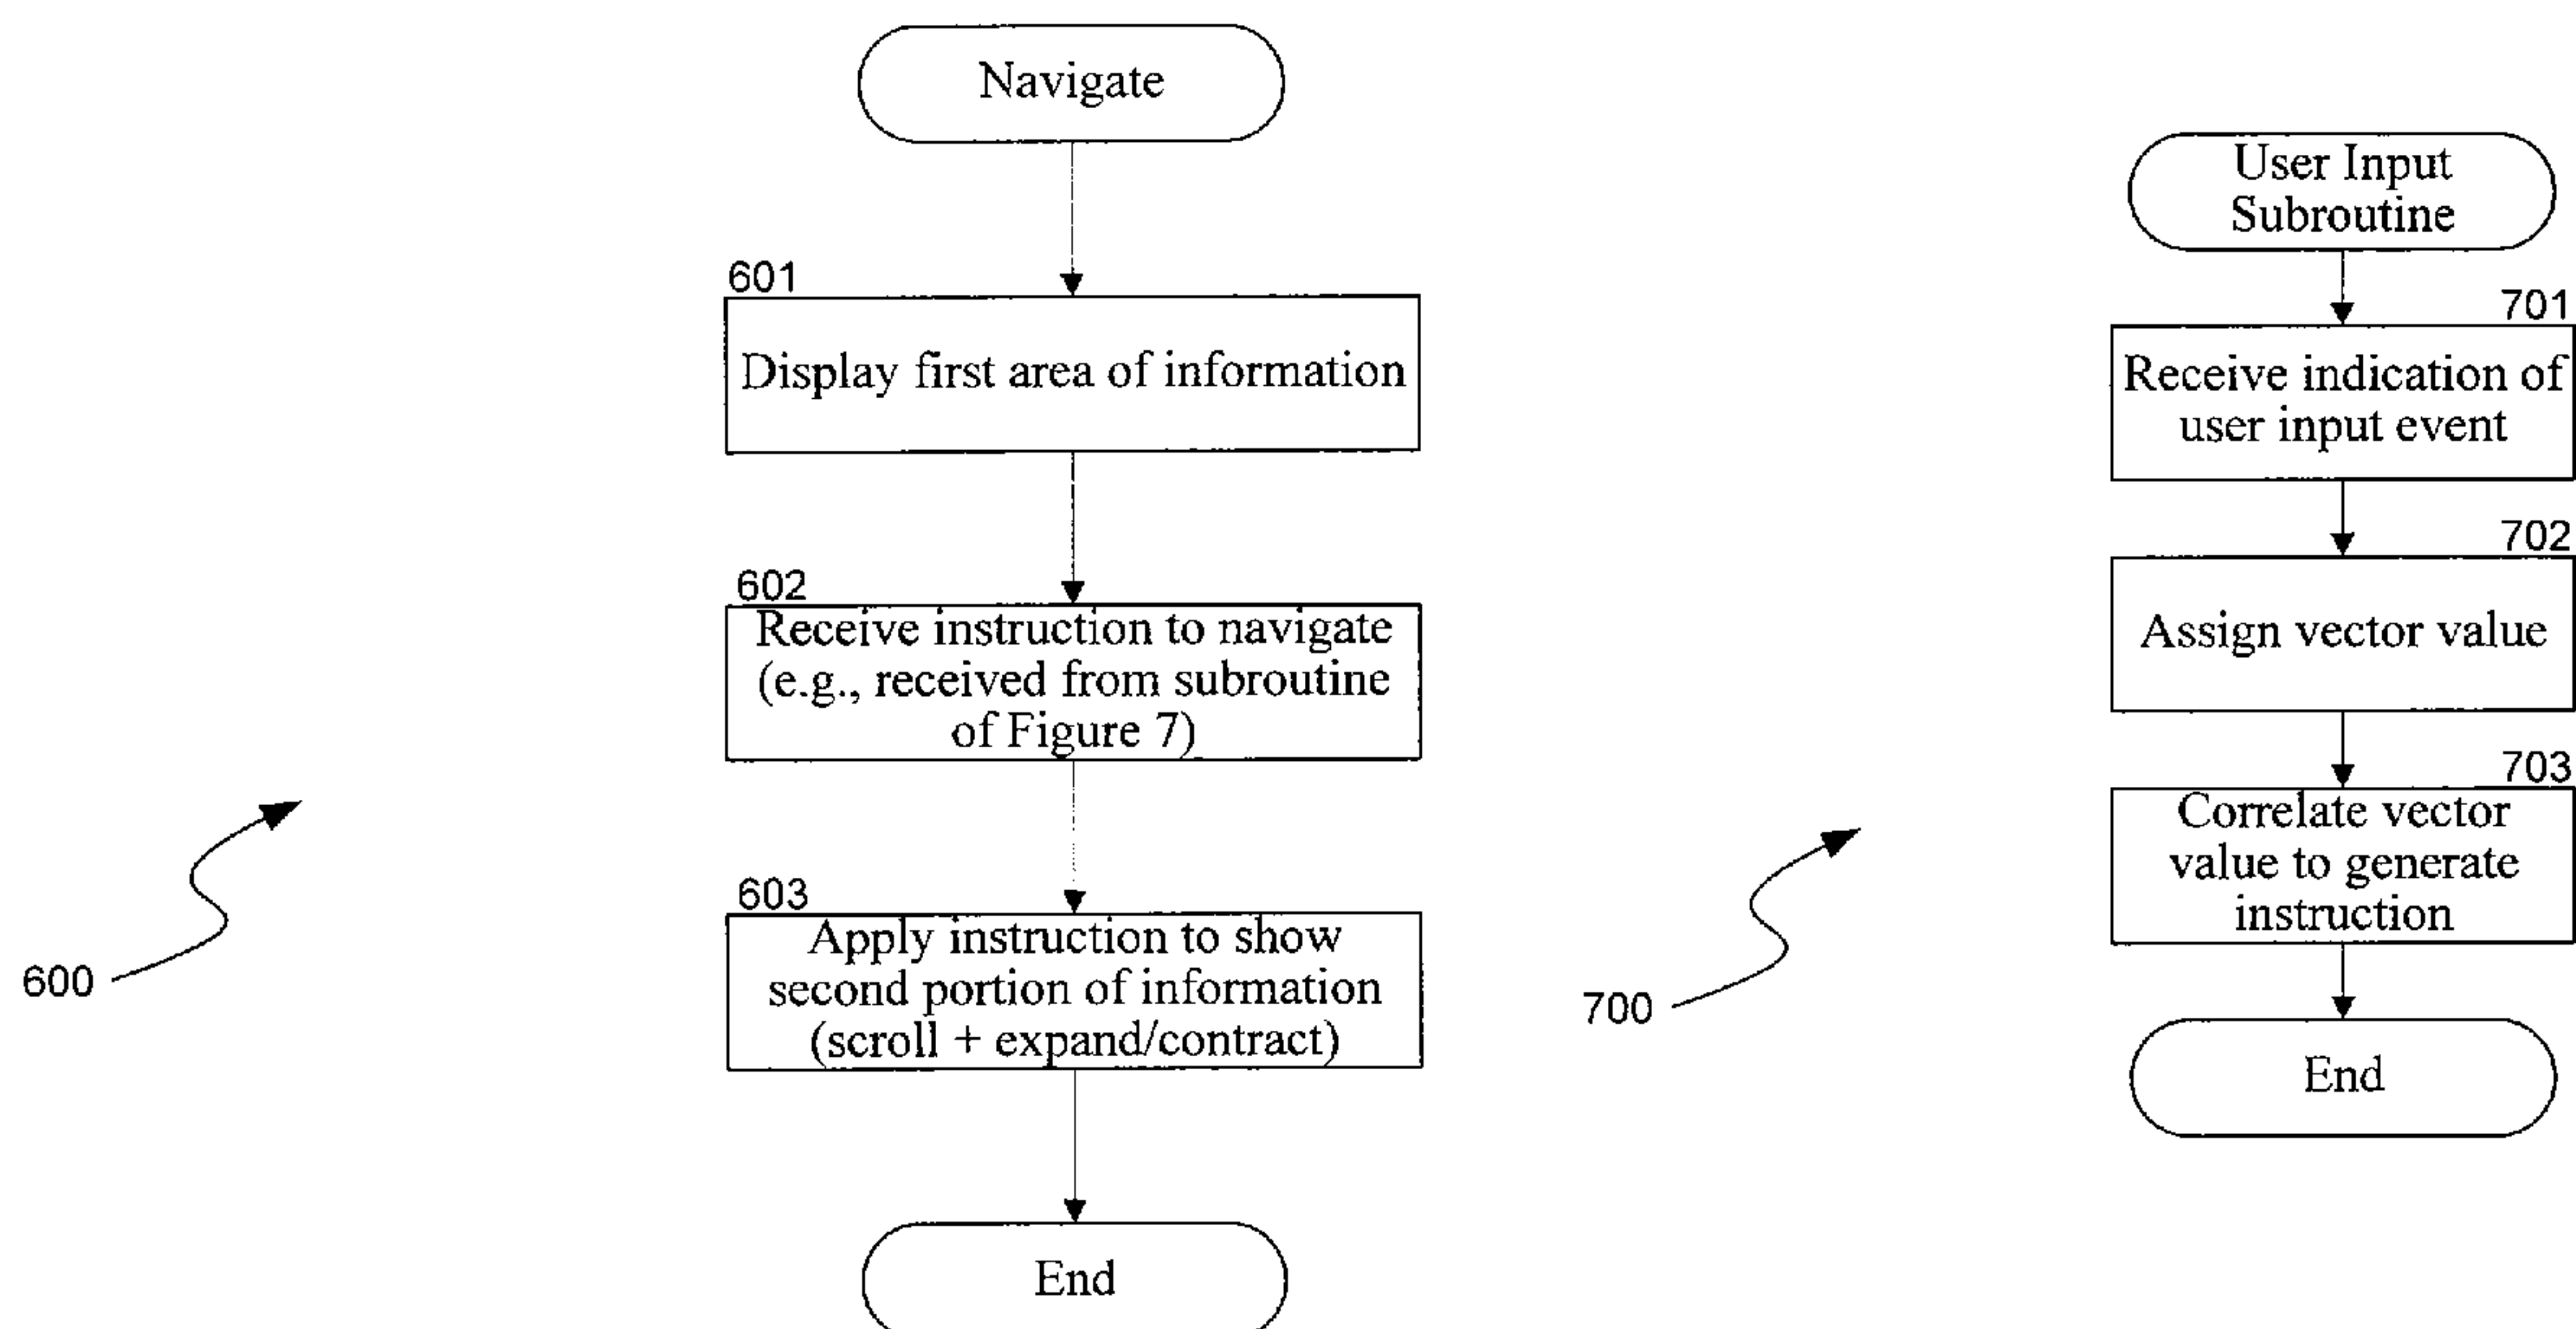 Navigate
601
Display first area of information
602
Receive instruction to navigate
(e.g., received from subroutine
of Figure 7)
603
Apply instruction to show
second portion of information
(scroll + expand/contract)
End
600
User Input
Subroutine
701
Receive indication of
user input event
702
Assign vector value
703
Correlate vector
value to generate
instruction
End
700